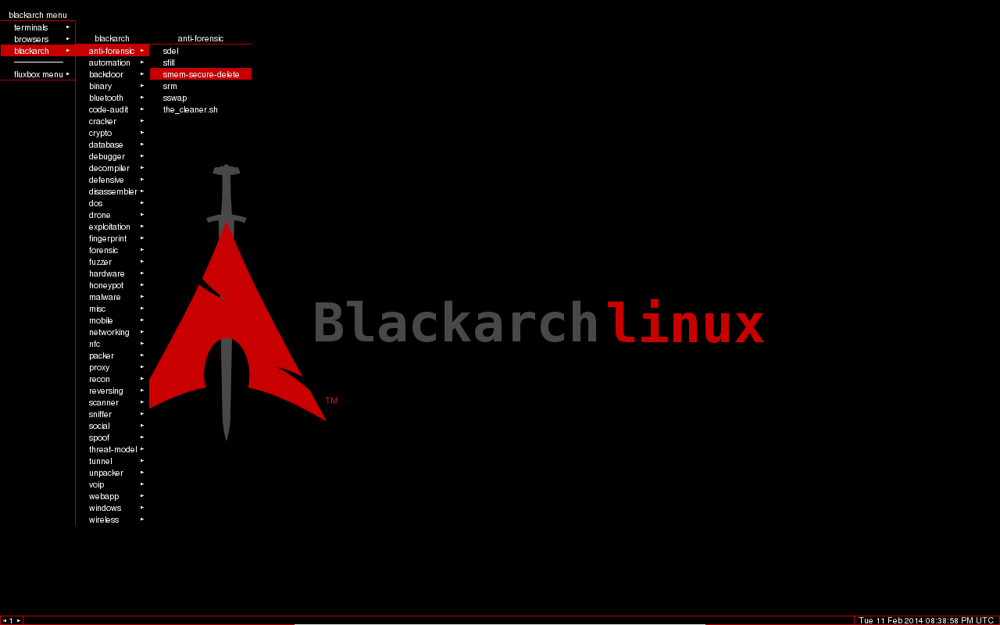 blackarch menu
terminals
browsers
blackarch
fluxbox menu
blackarch
anti-forensic
automation
backdoor
binary
bluetooth
code-audit
cracker
crypto
database
debugger
decompiler
defensive
disassembler
dos
drone
exploitation
fingerprint
forensic
fuzzer
hardware
honeypot
malware
misc
mobile
networking
nfc
packer
proxy
recon
reversing
scanner
sniffer
social
spoof
threat-model
tunnel
unpacker
voip
webapp
windows
wireless
anti-forensic
sdel
sfill
smem-secure-delete
srm
sswap
the_cleaner.sh
Blackarch linux
TM
1
Tue 11 Feb 2014 08:38:58 PM UTC